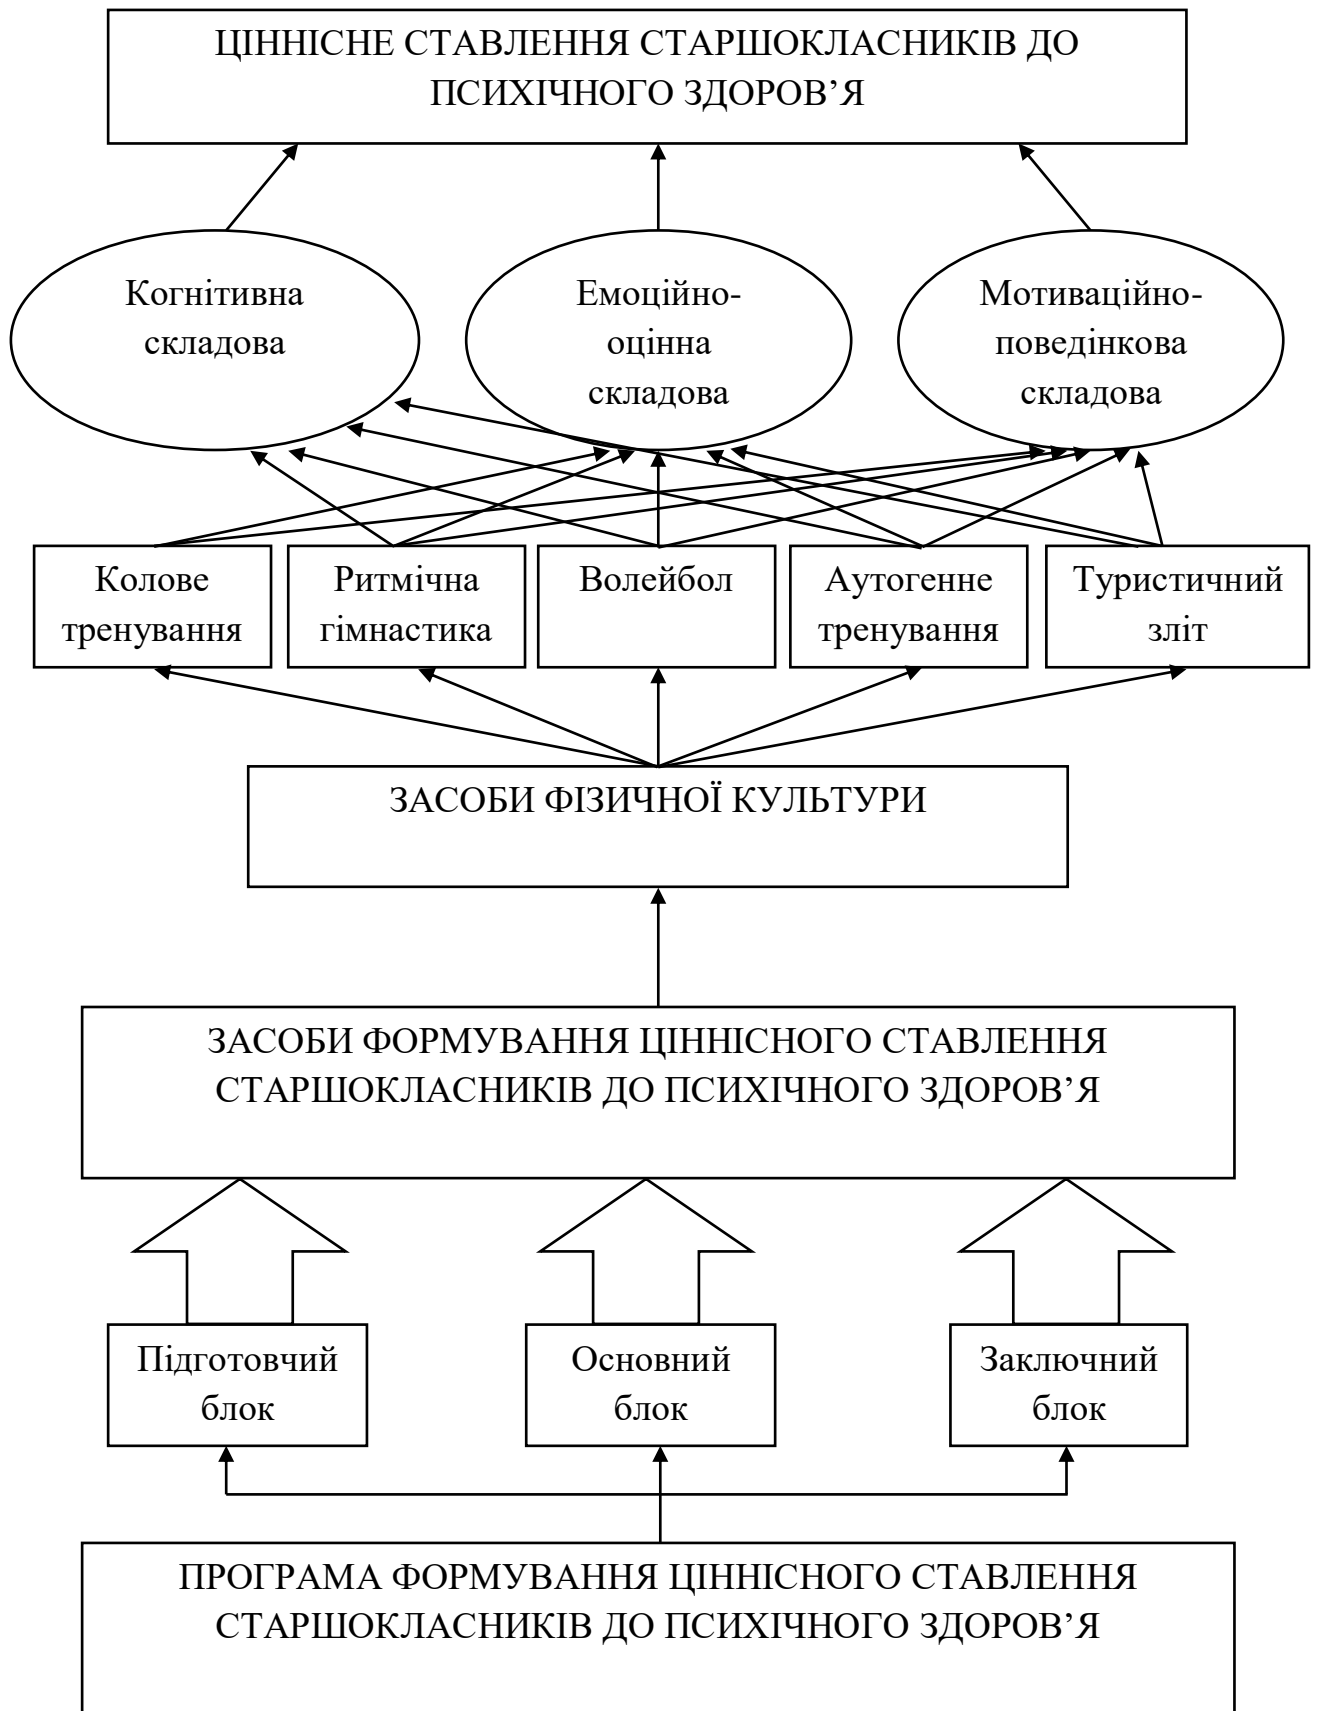 ЦІННІСНЕ СТАВЛЕННЯ СТАРШОКЛАСНИКІВ ДО
ПСИХІЧНОГО ЗДОРОВ’Я
Когнітивна
складова
Емоційно-
оцінна
складова
Мотиваційно-
поведінкова
складова
Колове
тренування
Ритмічна
гімнастика
Волейбол
Аутогенне
тренування
Туристичний
зліт
ЗАСОБИ ФІЗИЧНОЇ КУЛЬТУРИ
ЗАСОБИ ФОРМУВАННЯ ЦІННІСНОГО СТАВЛЕННЯ
СТАРШОКЛАСНИКІВ ДО ПСИХІЧНОГО ЗДОРОВ’Я
Підготовчий
блок
Основний
блок
Заключний
блок
ПРОГРАМА ФОРМУВАННЯ ЦІННІСНОГО СТАВЛЕННЯ
СТАРШОКЛАСНИКІВ ДО ПСИХІЧНОГО ЗДОРОВ’Я